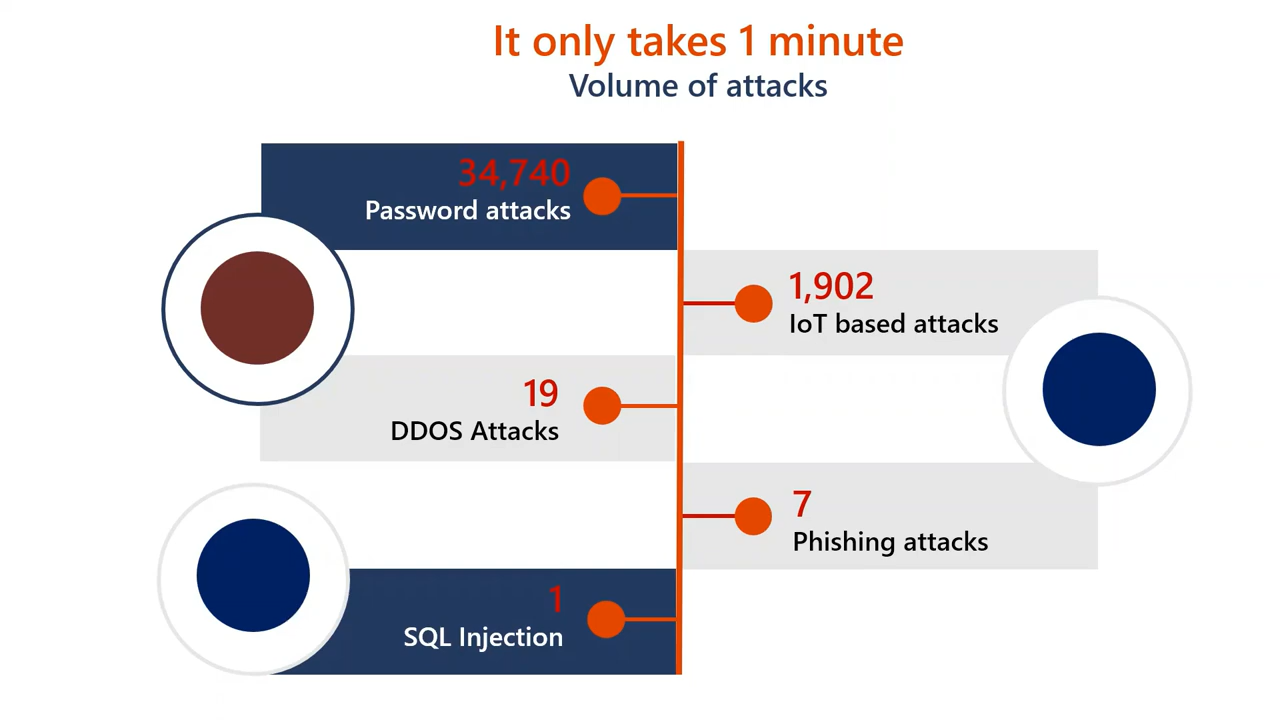 It only takes 1 minute
Volume of attacks
34,740
Password attacks
1,902
IoT based attacks
19
DDOS Attacks
7
Phishing attacks
1
SQL Injection